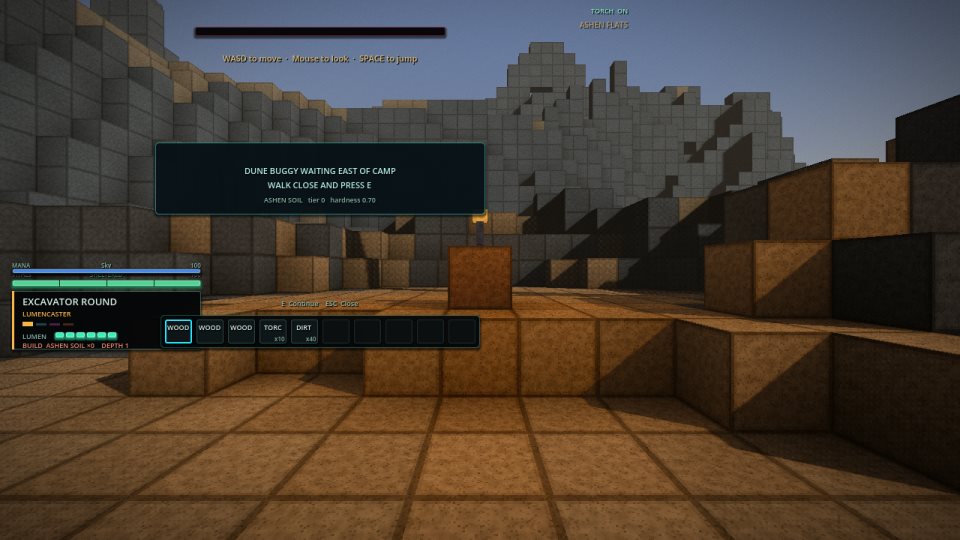 TORCH ON
ASHEN FLATS
WASD to move · Mouse to look · SPACE to jump
DUNE BUGGY WAITING EAST OF CAMP
WALK CLOSE AND PRESS E
ASHEN SOIL tier 0 hardness 0.70
MANA Sky 100
EXCAVATOR ROUND
LUMENCASTER
LUMEN
BUILD ASHEN SOIL ×0 DEPTH 1
E Continue ESC Close
WOOD WOOD WOOD TORC DIRT
x10 x40